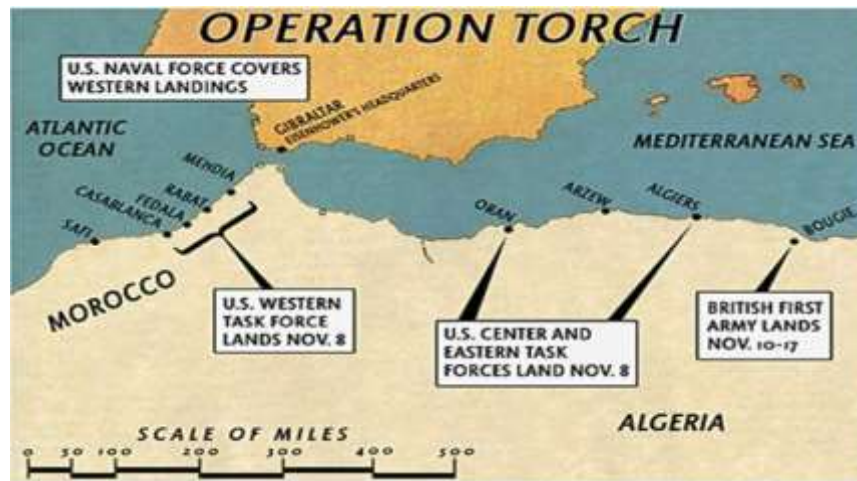 OPERATION TORCH
U.S. NAVAL FORCE COVERS
WESTERN LANDINGS
GIBRALTAR
EISENHOWER'S HEADQUARTERS
ATLANTIC
OCEAN
MEDITERRANEAN SEA
MEHDIA
RABAT
FEDALA
CASABLANCA
SAFI
ORAN
ARZEW
ALGIERS
BOUGIE
MOROCCO
U.S. WESTERN
TASK FORCE
LANDS NOV. 8
U.S. CENTER AND
EASTERN TASK
FORCES LAND NOV. 8
BRITISH FIRST
ARMY LANDS
NOV. 10-17
ALGERIA
SCALE OF MILES
0 50 100 200 300 400 500